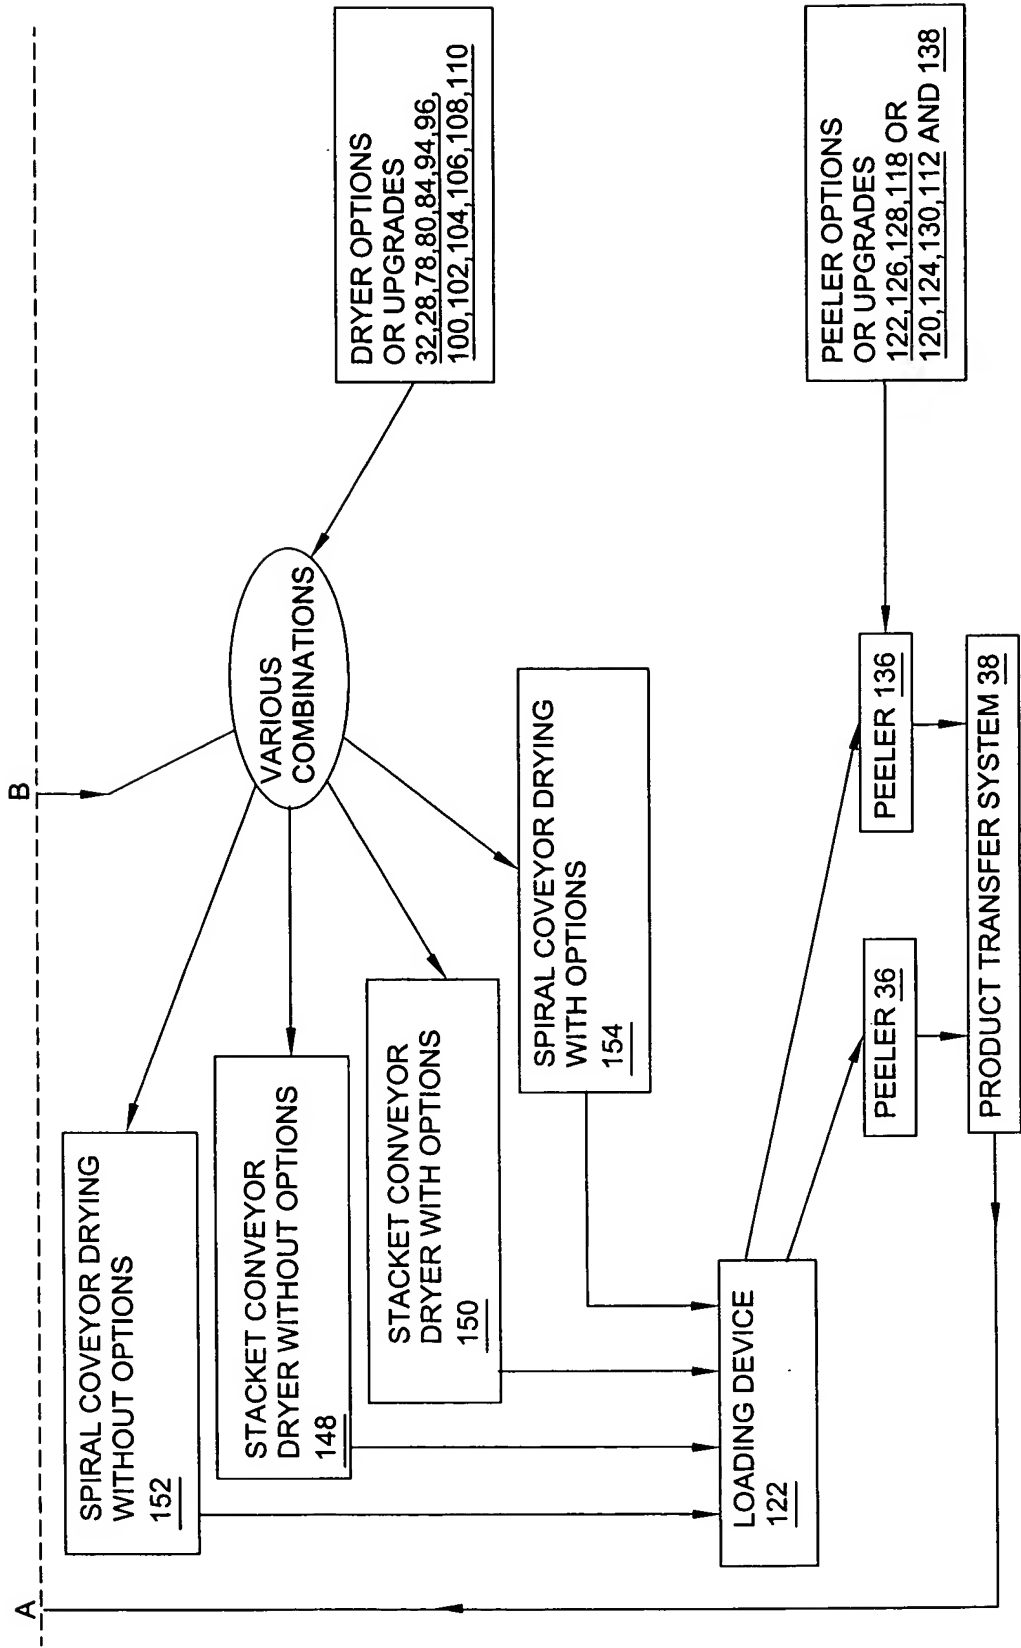 A
B
SPIRAL COVEYOR DRYING
WITHOUT OPTIONS
152
STACKET CONVEYOR
DRYER WITHOUT OPTIONS
148
STACKET CONVEYOR
DRYER WITH OPTIONS
150
SPIRAL COVEYOR DRYING
WITH OPTIONS
154
VARIOUS
COMBINATIONS
DRYER OPTIONS
OR UPGRADES
32,28,78,80,84,94,96,
100,102,104,106,108,110
LOADING DEVICE
122
PEELER 36
PEELER 136
PEELER OPTIONS
OR UPGRADES
122,126,128,118 OR
120,124,130,112 AND 138
PRODUCT TRANSFER SYSTEM 38